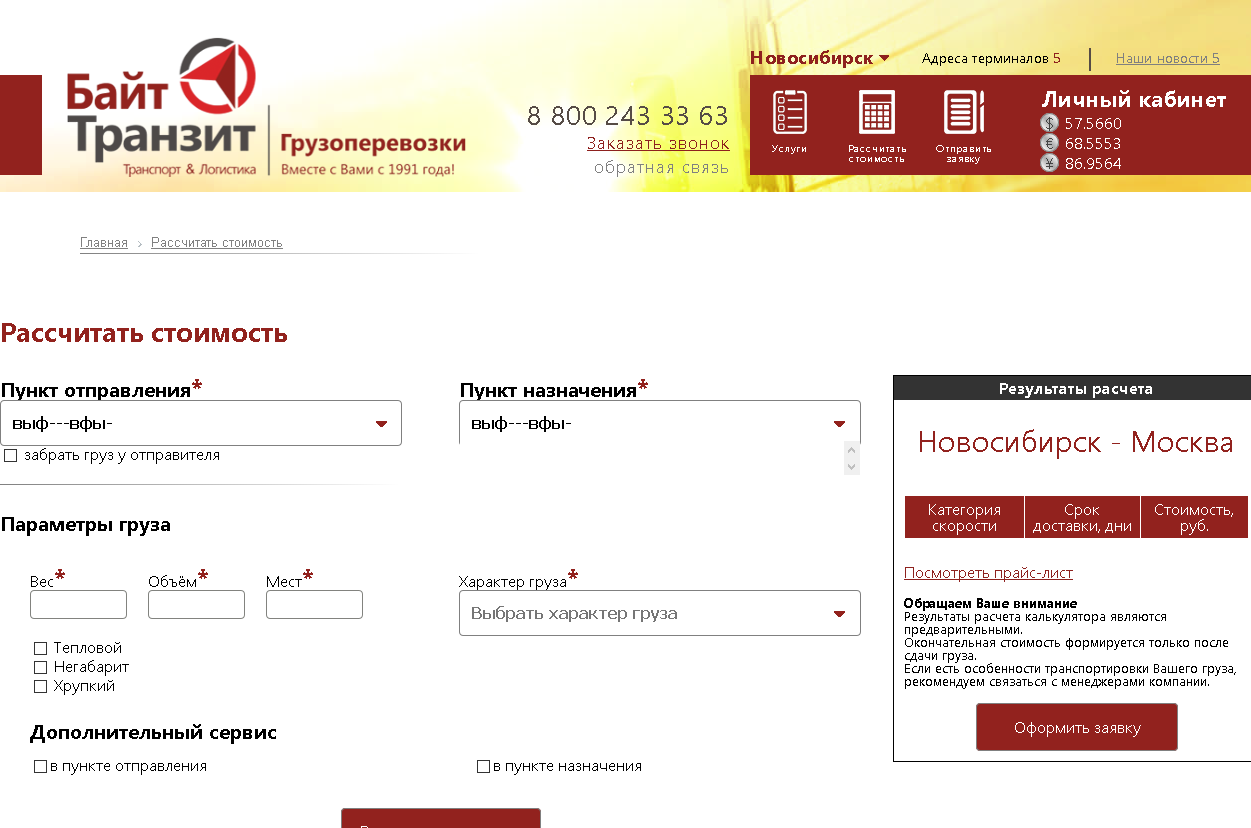 Байт
Транзит
Транспорт & Логистика
Грузоперевозки
Вместе с Вами с 1991 года!
8 800 243 33 63
Заказать звонок
обратная связь
Новосибирск
Адреса терминалов 5
Наши новости 5
Услуги
Рассчитать
стоимость
Отправить
заявку
Личный кабинет
$ 57.5660
€ 68.5553
¥ 86.9564
Главная > Рассчитать стоимость
Рассчитать стоимость
Пункт отправления*
выф---вфы-
забрать груз у отправителя
Пункт назначения*
выф---вфы-
Параметры груза
Вес*
Объём*
Мест*
Характер груза*
Выбрать характер груза
Тепловой
Негабарит
Хрупкий
Дополнительный сервис
в пункте отправления
в пункте назначения
Результаты расчета
Новосибирск - Москва
Категория
скорости
Срок
доставки, дни
Стоимость,
руб.
Посмотреть прайс-лист
Обращаем Ваше внимание
Результаты расчета калькулятора являются
предварительными.
Окончательная стоимость формируется только после
сдачи груза.
Если есть особенности транспортировки Вашего груза,
рекомендуем связаться с менеджерами компании.
Оформить заявку